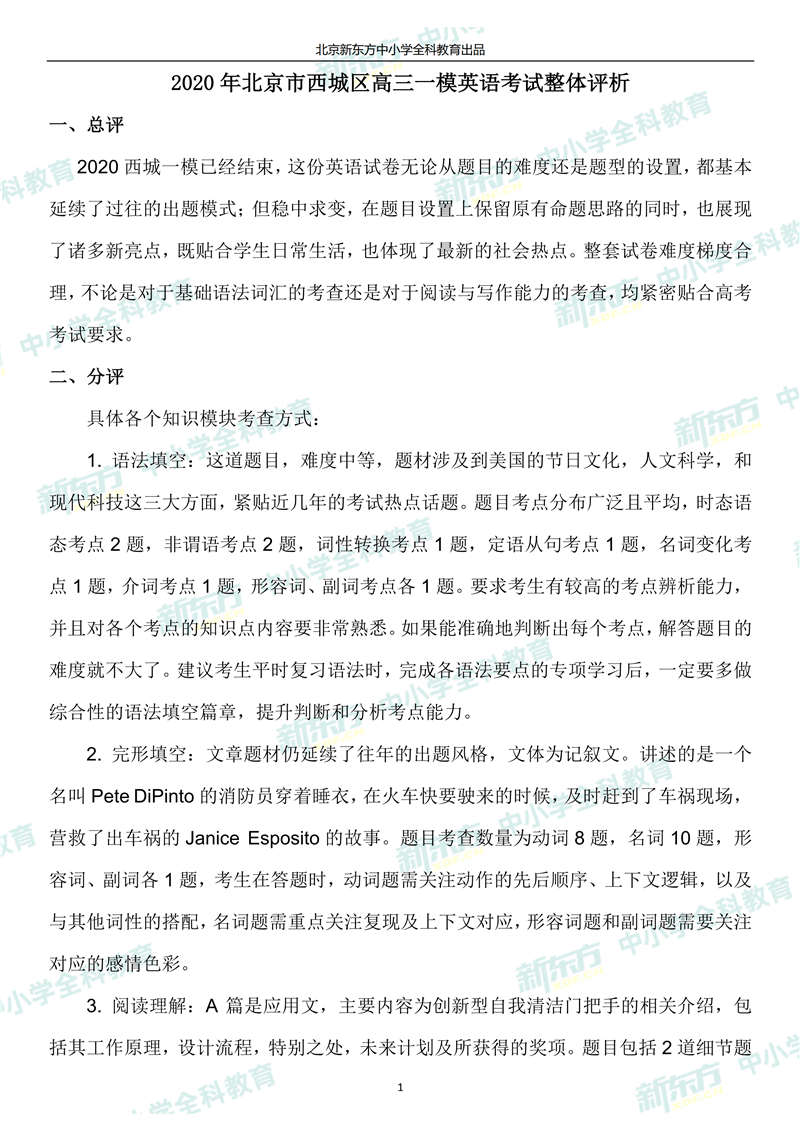 北京新东方中小学全科教育出品
2020 年北京市西城区高三一模英语考试整体评析
一、总评
2020 西城一模已经结束，这份英语试卷无论从题目的难度还是题型的设置，都基本
延续了过往的出题模式；但稳中求变，在题目设置上保留原有命题思路的同时，也展现
了诸多新亮点，既贴合学生日常生活，也体现了最新的社会热点。整套试卷难度梯度合
理，不论是对于基础语法词汇的考查还是对于阅读与写作能力的考查，均紧密贴合高考
考试要求。
二、分评
具体各个知识模块考查方式：
1. 语法填空：这道题目，难度中等，题材涉及到美国的节日文化，人文科学，和
现代科技这三大方面，紧贴近几年的考试热点话题。题目考点分布广泛且平均，时态语
态考点 2 题，非谓语考点 2 题，词性转换考点 1 题，定语从句考点 1 题，名词变化考
点 1 题，介词考点 1 题，形容词、副词考点各 1 题。要求考生有较高的考点辨析能力，
并且对各个考点的知识点内容要非常熟悉。如果能准确地判断出每个考点，解答题目的
难度就不大了。建议考生平时复习语法时，完成各语法要点的专项学习后，一定要多做
综合性的语法填空篇章，提升判断和分析考点能力。
2. 完形填空：文章题材仍延续了往年的出题风格，文体为记叙文。讲述的是一个
名叫 Pete DiPinto 的消防员穿着睡衣，在火车快要驶来的时候，及时赶到了车祸现场，
营救了出车祸的 Janice Esposito 的故事。题目考查数量为动词 8 题，名词 10 题，形
容词、副词各 1 题，考生在答题时，动词题需关注动作的先后顺序、上下文逻辑，以及
与其他词性的搭配，名词题需重点关注复现及上下文对应，形容词题和副词题需要关注
对应的感情色彩。
3. 阅读理解：A 篇是应用文，主要内容为创新型自我清洁门把手的相关介绍，包
括其工作原理，设计流程，特别之处，未来计划及所获得的奖项。题目包括 2 道细节题
1